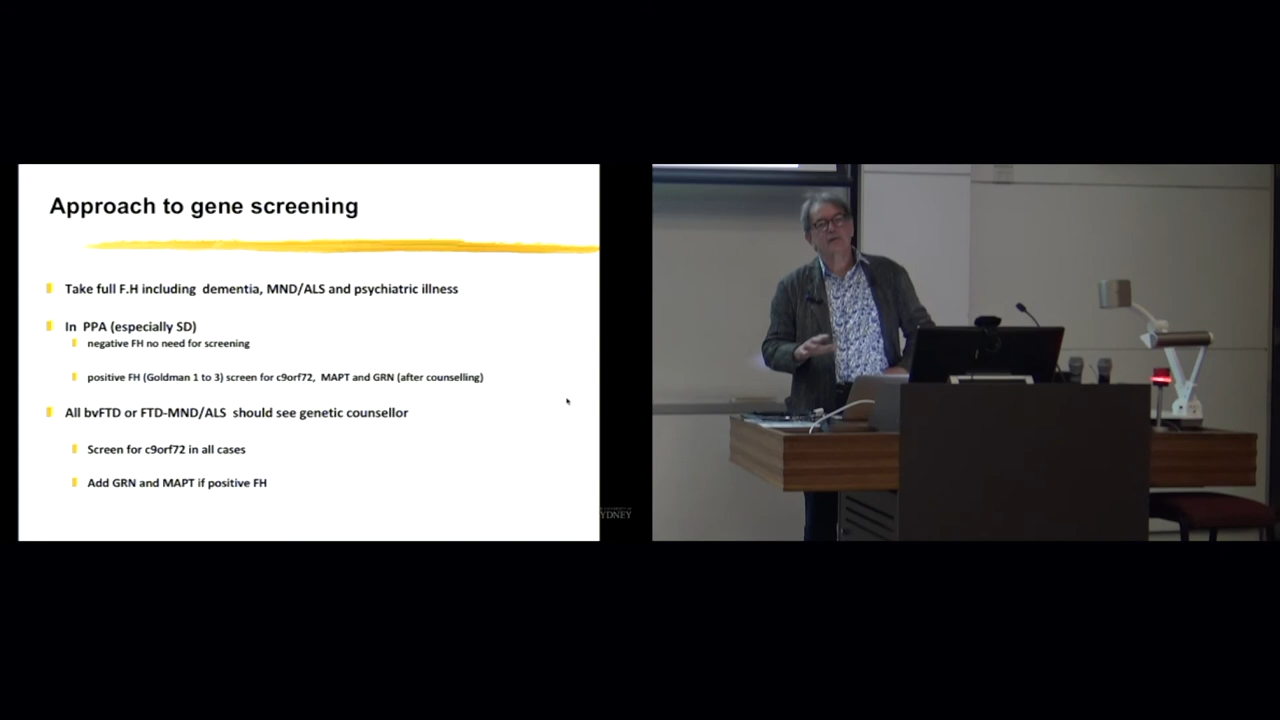 Approach to gene screening
Take full F.H including dementia, MND/ALS and psychiatric illness
In PPA (especially SD)
negative FH no need for screening
positive FH (Goldman 1 to 3) screen for c9orf72, MAPT and GRN (after counselling)
All bvFTD or FTD-MND/ALS should see genetic counsellor
Screen for c9orf72 in all cases
Add GRN and MAPT if positive FH
YDNEY